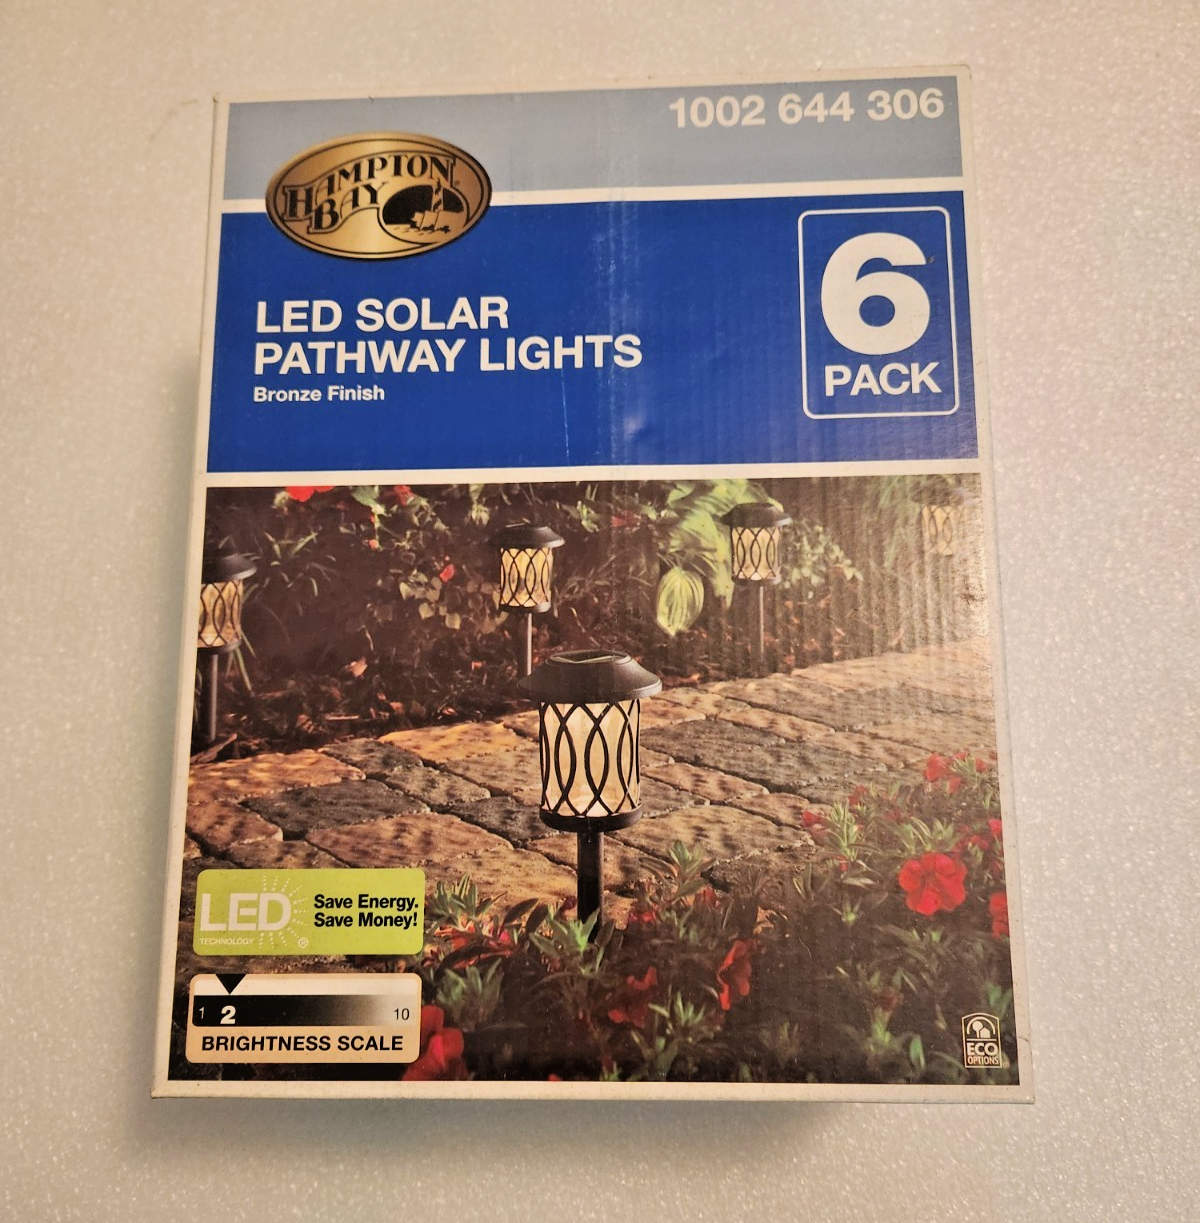 1002 644 306
HAMPTON
BAY
6
PACK
LED SOLAR
PATHWAY LIGHTS
Bronze Finish
LED
TECHNOLOGY
®
Save Energy.
Save Money!
1 2 10
BRIGHTNESS SCALE
ECO
OPTIONS